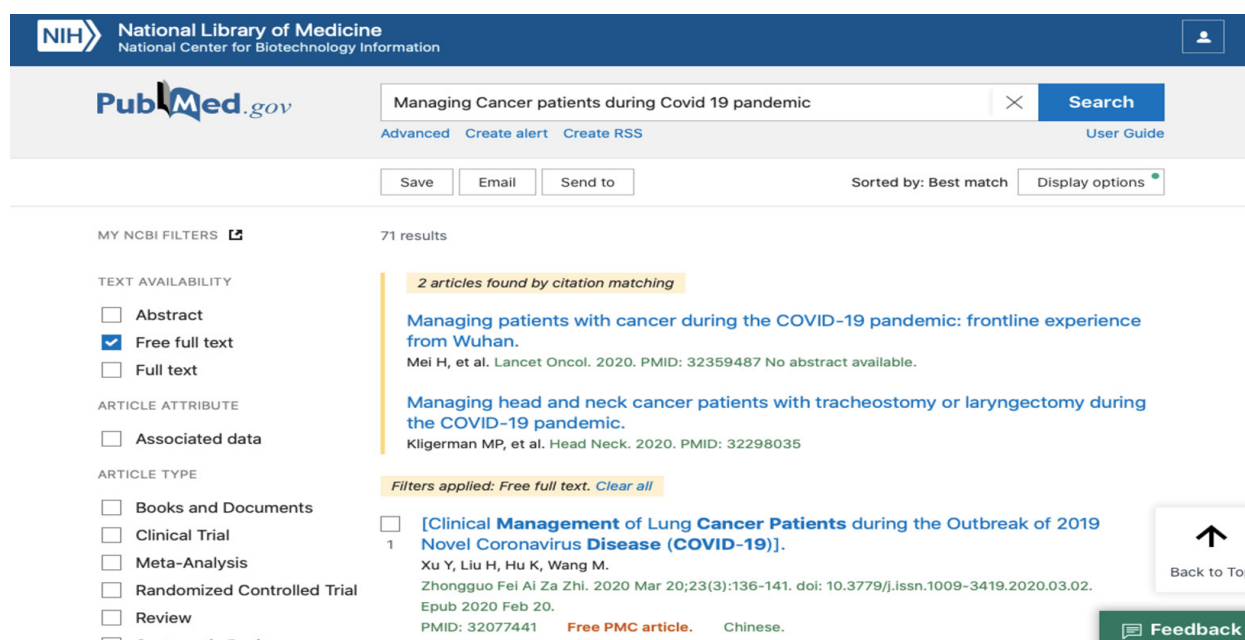 NIH
National Library of Medicine
National Center for Biotechnology Information
PubMed.gov
Managing Cancer patients during Covid 19 pandemic
Search
Advanced Create alert Create RSS
User Guide
Save Email Send to
Sorted by: Best match Display options
MY NCBI FILTERS
71 results
TEXT AVAILABILITY
Abstract
Free full text
Full text
ARTICLE ATTRIBUTE
Associated data
ARTICLE TYPE
Books and Documents
Clinical Trial
Meta-Analysis
Randomized Controlled Trial
Review
2 articles found by citation matching
Managing patients with cancer during the COVID-19 pandemic: frontline experience
from Wuhan.
Mei H, et al. Lancet Oncol. 2020. PMID: 32359487 No abstract available.
Managing head and neck cancer patients with tracheostomy or laryngectomy during
the COVID-19 pandemic.
Kligerman MP, et al. Head Neck. 2020. PMID: 32298035
Filters applied: Free full text. Clear all
[Clinical Management of Lung Cancer Patients during the Outbreak of 2019
1 Novel Coronavirus Disease (COVID-19)].
Xu Y, Liu H, Hu K, Wang M.
Zhongguo Fei Ai Za Zhi. 2020 Mar 20;23(3):136-141. doi: 10.3779/j.issn.1009-3419.2020.03.02.
Epub 2020 Feb 20.
PMID: 32077441 Free PMC article. Chinese.
Back to To
Feedback